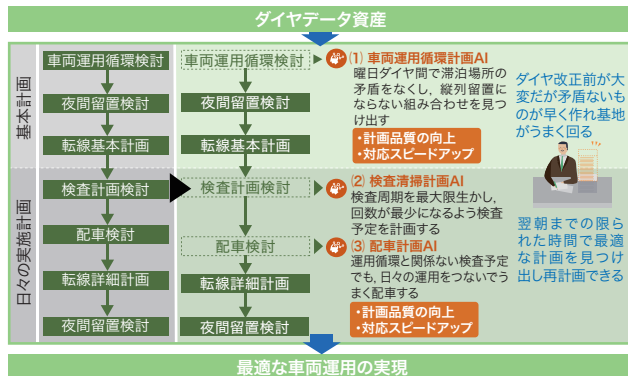 ダイヤデータ資産
基本計画
車両運用循環検討
夜間留置検討
転線基本計画
日々の実施計画
検査計画検討
配車検討
転線詳細計画
夜間留置検討
車両運用循環検討
夜間留置検討
転線基本計画
検査計画検討
配車検討
転線詳細計画
夜間留置検討
(1) 車両運用循環計画AI
曜日ダイヤ間で滞泊場所の
矛盾をなくし，縦列留置に
ならない組み合わせを見つ
け出す
・計画品質の向上
・対応スピードアップ
(2) 検査清掃計画AI
検査周期を最大限生かし，
回数が最少になるよう検査
予定を計画する
(3) 配車計画AI
運用循環と関係ない検査予定
でも，日々の運用をつないでう
まく配車する
・計画品質の向上
・対応スピードアップ
ダイヤ改正前が大
変だが矛盾ないも
のが早く作れ基地
がうまく回る
翌朝までの限ら
れた時間で最適
な計画を見つけ
出し再計画できる
最適な車両運用の実現